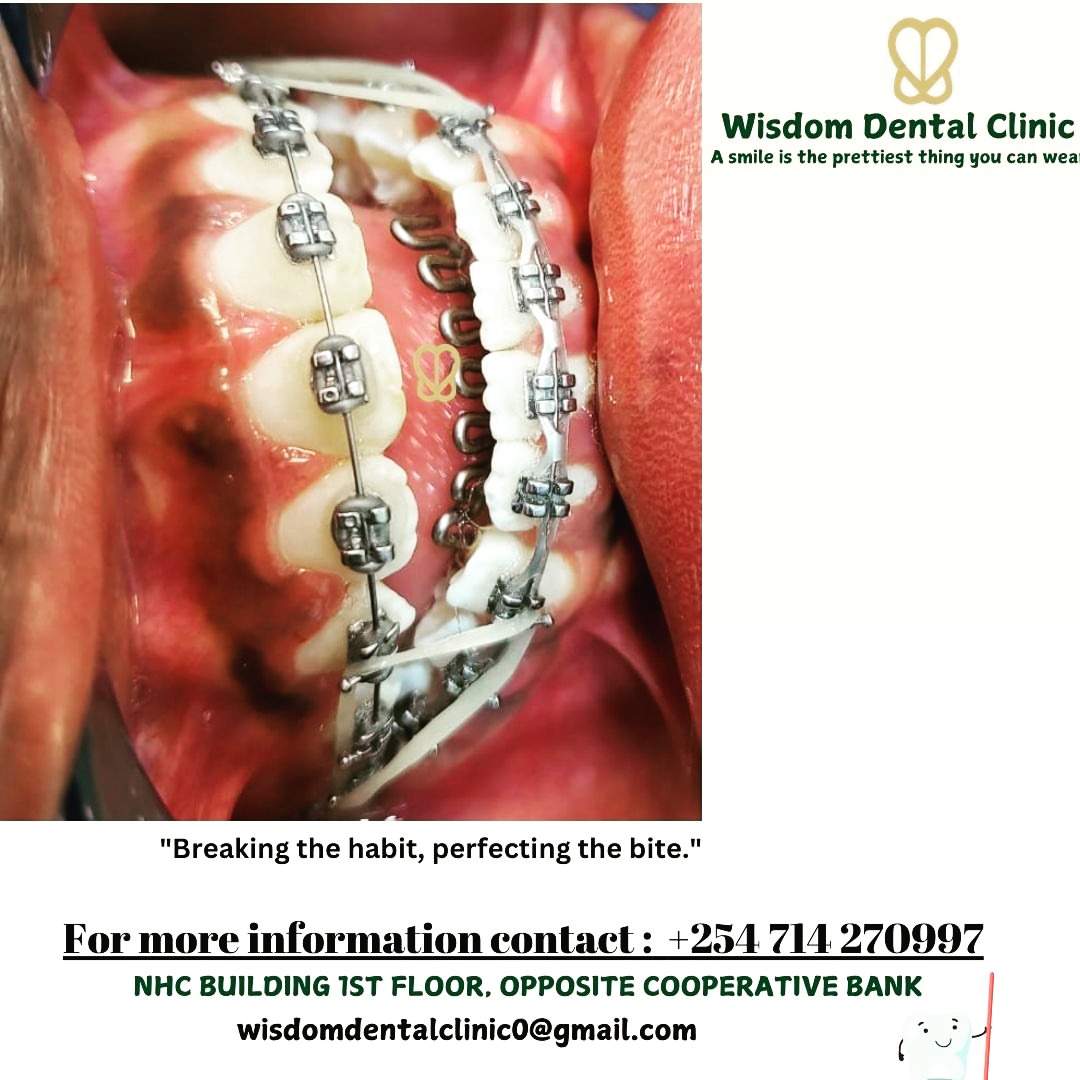 Wisdom Dental Clinic
A smile is the prettiest thing you can wea
"Breaking the habit, perfecting the bite."
For more information contact : +254 714 270997
NHC BUILDING 1ST FLOOR, OPPOSITE COOPERATIVE BANK
wisdomdentalclinic0@gmail.com